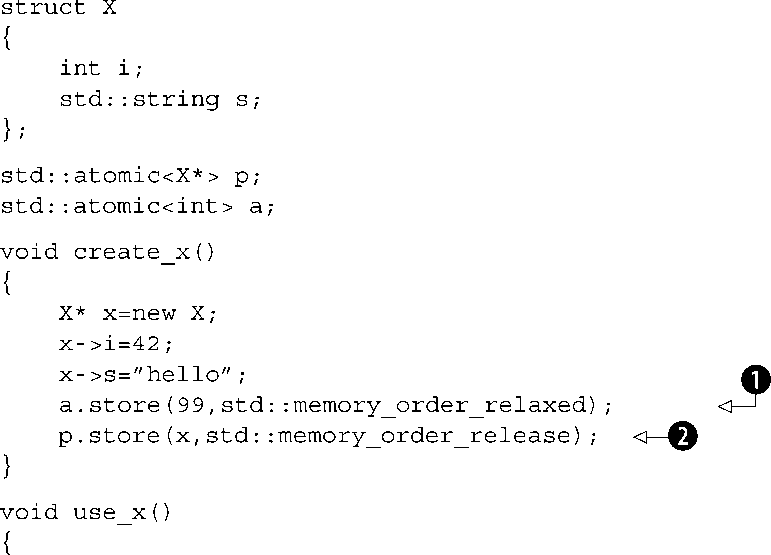 struct X
{
    int i;
    std::string s;
};
std::atomic<X*> p;
std::atomic<int> a;
void create_x()
{
    X* x=new X;
    x->i=42;
    x->s="hello";
    a.store(99,std::memory_order_relaxed); 1
    p.store(x,std::memory_order_release); 2
}
void use_x()
{